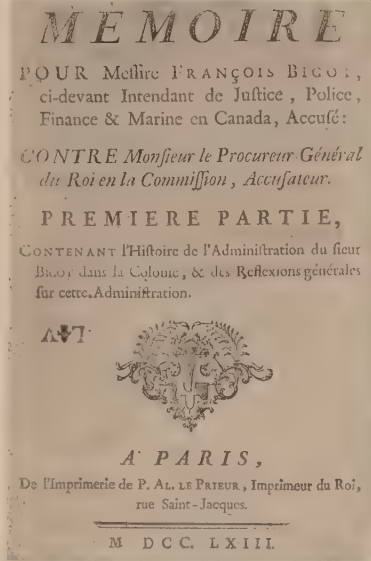 MÉMOIRE
POUR Meſſire FRANÇOIS BIGOT,
ci-devant Intendant de Juſtice, Police,
Finance & Marine en Canada, Accuſé:
CONTRE Monſieur le Procureur Général
du Roi en la Commiſſion, Accuſateur.
PREMIERE PARTIE,
CONTENANT l'Hiſtoire de l'Adminiſtration du ſieur
BIGOT dans la Colonie, & des Reflexions générales
ſur cette Adminiſtration.
A PARIS,
De l'Imprimerie de P. AL. LE PRIEUR, Imprimeur du Roi,
rue Saint-Jacques.
M DCC. LXIII.